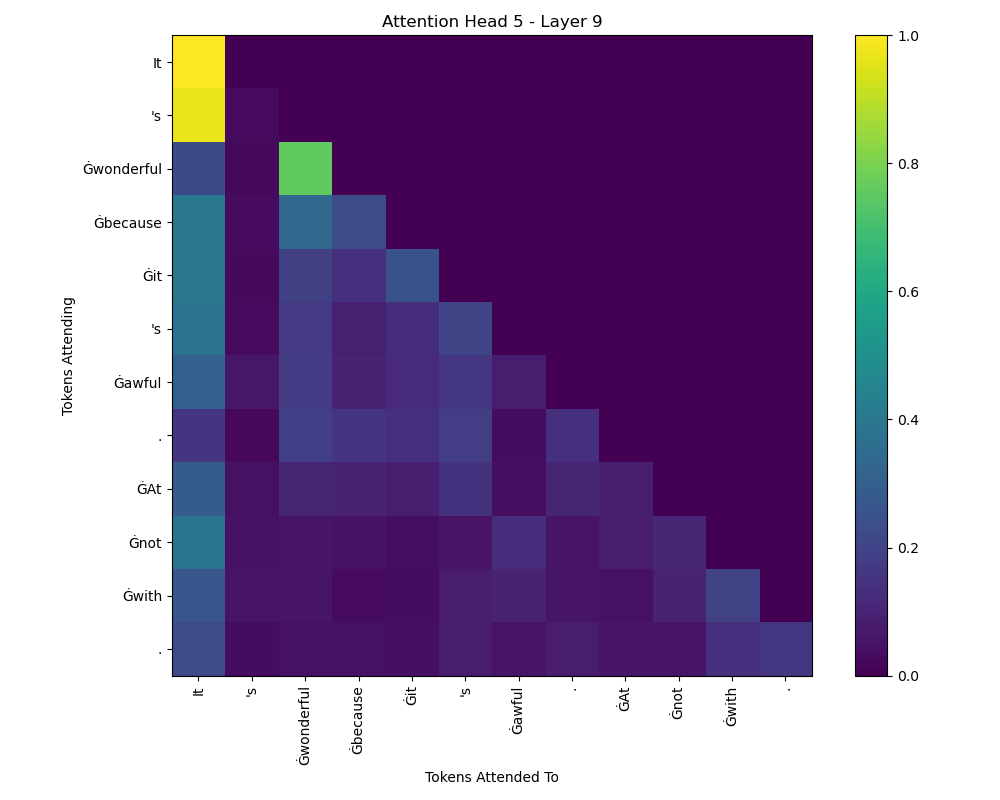 Attention Head 5 - Layer 9
It
's
Ġwonderful
Ġbecause
Ġit
's
Ġawful
.
ĠAt
Ġnot
Ġwith
.
Tokens Attending
It
's
Ġwonderful
Ġbecause
Ġit
's
Ġawful
.
ĠAt
Ġnot
Ġwith
.
Tokens Attended To
1.0
0.8
0.6
0.4
0.2
0.0